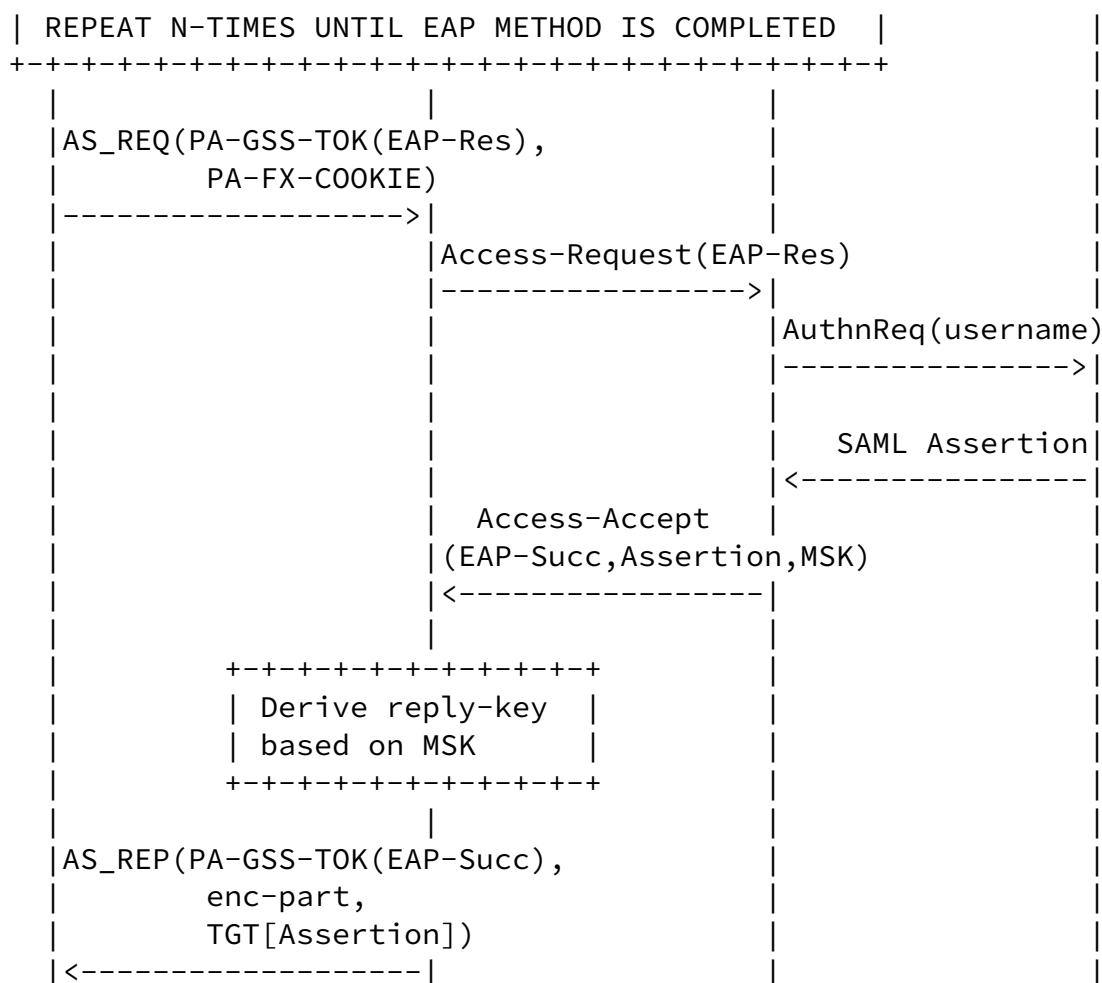 | REPEAT N-TIMES UNTIL EAP METHOD IS COMPLETED |
+-+-+-+-+-+-+-+-+-+-+-+-+-+-+-+-+-+-+-+-+-+-+-+-+
AS_REQ(PA-GSS-TOK(EAP-Res),
PA-FX-COOKIE)
------------------->
Access-Request(EAP-Res)
----------------->
AuthnReq(username)
---------------->
SAML Assertion
<----------------
Access-Accept
(EAP-Succ,Assertion,MSK)
<-----------------
+-+-+-+-+-+-+-+-+-+-+
| Derive reply-key |
| based on MSK |
+-+-+-+-+-+-+-+-+-+-+
AS_REP(PA-GSS-TOK(EAP-Succ),
enc-part,
TGT[Assertion])
<-------------------